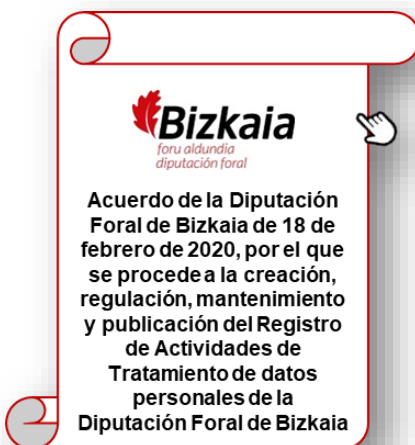 Bizkaia
foru aldundia
diputación foral
Acuerdo de la Diputación
Foral de Bizkaia de 18 de
febrero de 2020, por el que
se procede a la creación,
regulación, mantenimiento
y publicación del Registro
de Actividades de
Tratamiento de datos
personales de la
Diputación Foral de Bizkaia